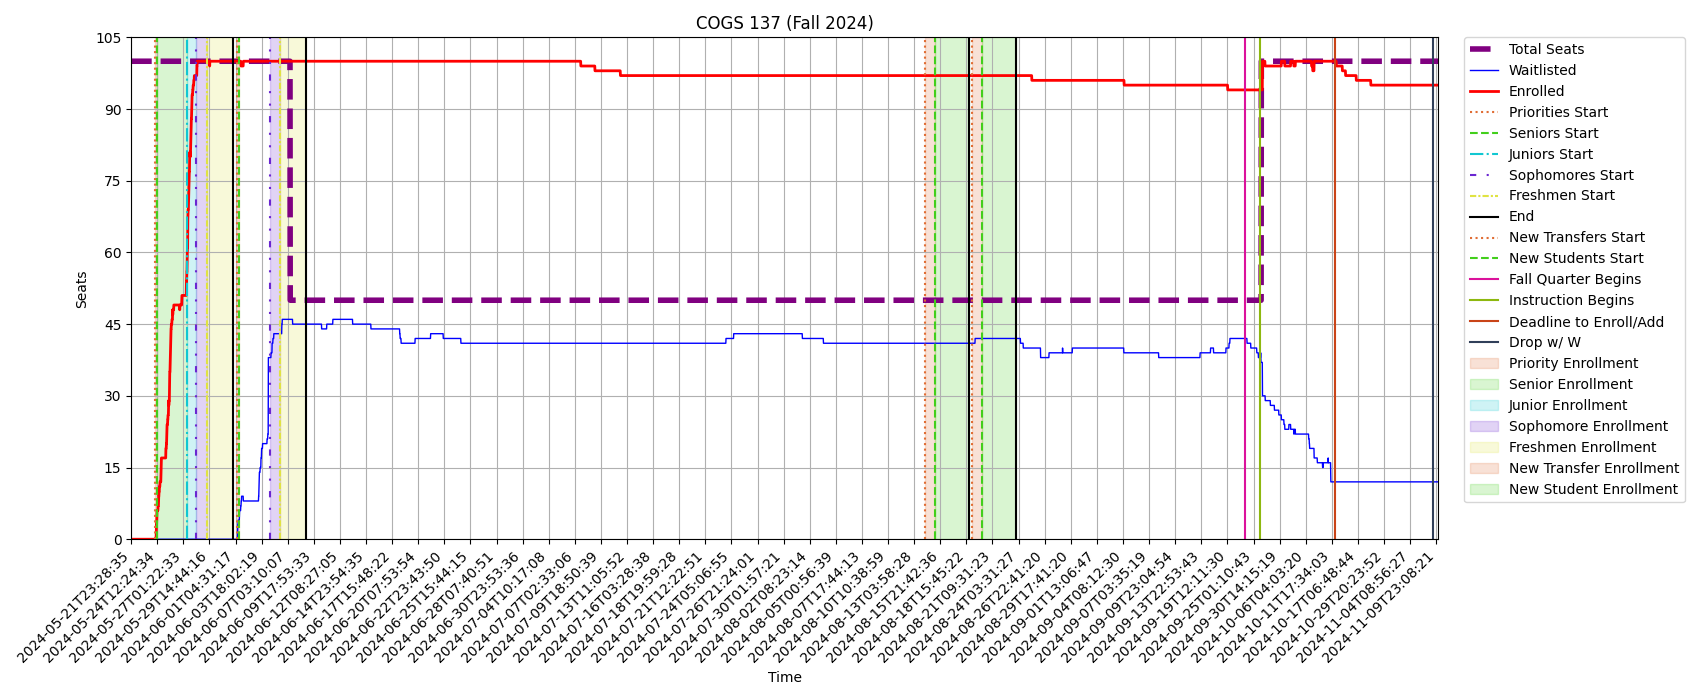 COGS 137 (Fall 2024)
Seats
105
90
75
60
45
30
15
0
2024-05-21T23:28:35
2024-05-24T12:24:34
2024-05-27T01:22:33
2024-05-29T14:44:16
2024-06-01T04:31:17
2024-06-03T18:02:19
2024-06-07T03:10:07
2024-06-09T17:53:33
2024-06-12T08:27:05
2024-06-14T23:54:35
2024-06-17T15:48:22
2024-06-20T07:53:54
2024-06-22T23:43:50
2024-06-25T15:44:15
2024-06-28T07:40:51
2024-06-30T23:53:36
2024-07-04T10:17:08
2024-07-07T02:33:06
2024-07-09T18:50:39
2024-07-13T11:05:52
2024-07-16T03:28:38
2024-07-18T19:59:28
2024-07-21T12:22:51
2024-07-24T05:06:55
2024-07-26T21:24:01
2024-07-30T01:57:21
2024-08-02T08:23:14
2024-08-05T00:56:39
2024-08-07T17:44:13
2024-08-10T10:38:59
2024-08-13T03:58:28
2024-08-15T21:42:36
2024-08-18T15:45:22
2024-08-21T09:31:23
2024-08-24T03:31:27
2024-08-26T22:41:20
2024-08-29T17:41:20
2024-09-01T13:06:47
2024-09-04T08:12:30
2024-09-07T03:35:19
2024-09-09T23:04:54
2024-09-13T22:53:43
2024-09-19T12:11:30
2024-09-25T01:10:43
2024-09-30T14:15:19
2024-10-06T04:03:20
2024-10-11T17:34:03
2024-10-17T06:48:44
2024-10-29T20:23:52
2024-11-04T08:56:27
2024-11-09T23:08:21
Time
Total Seats
Waitlisted
Enrolled
Priorities Start
Seniors Start
Juniors Start
Sophomores Start
Freshmen Start
End
New Transfers Start
New Students Start
Fall Quarter Begins
Instruction Begins
Deadline to Enroll/Add
Drop w/ W
Priority Enrollment
Senior Enrollment
Junior Enrollment
Sophomore Enrollment
Freshmen Enrollment
New Transfer Enrollment
New Student Enrollment